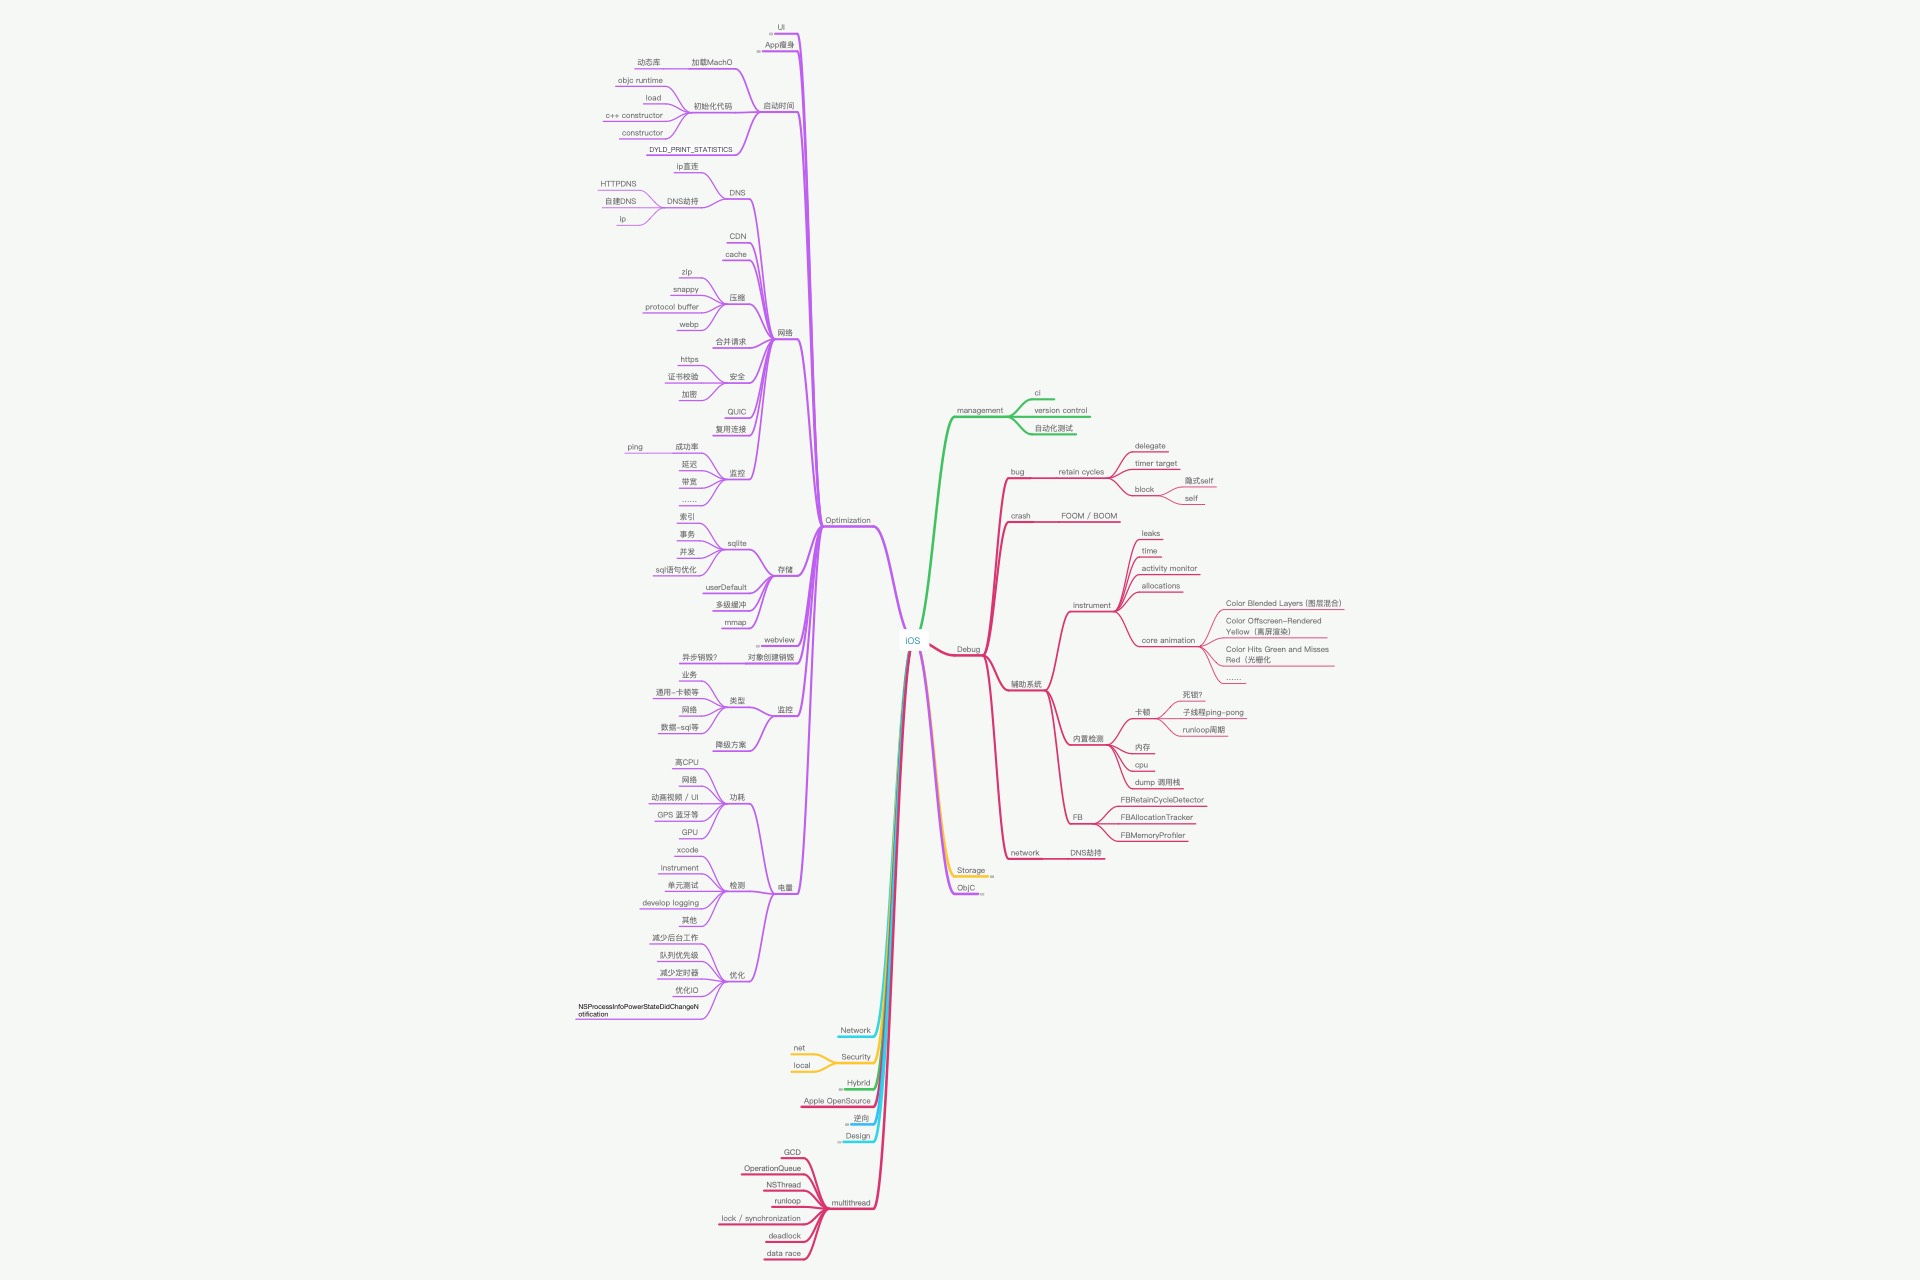 iOS
management
ci
version control
自动化测试
Debug
bug
retain cycles
delegate
timer target
block
隐式self
self
crash
FOOM / BOOM
辅助系统
instrument
leaks
time
activity monitor
allocations
core animation
Color Blended Layers (图层混合)
Color Offscreen-Rendered
Yellow（离屏渲染)
Color Hits Green and Misses
Red（光栅化
......
内置检测
卡顿
死锁?
子线程ping-pong
runloop周期
内存
cpu
dump 调用栈
FB
FBRetainCycleDetector
FBAllocationTracker
FBMemoryProfiler
network
DNS劫持
Storage
ObjC
Optimization
UI
App瘦身
启动时间
加载MachO
动态库
初始化代码
objc runtime
load
c++ constructor
constructor
DYLD_PRINT_STATISTICS
网络
DNS
ip直连
DNS劫持
HTTPDNS
自建DNS
ip
CDN
cache
压缩
zip
snappy
protocol buffer
webp
合并请求
安全
https
证书校验
加密
QUIC
复用连接
监控
成功率
ping
延迟
带宽
......
存储
sqlite
索引
事务
并发
sql语句优化
userDefault
多级缓冲
mmap
webview
对象创建销毁
异步销毁?
监控
类型
业务
通用-卡顿等
网络
数据-sql等
降级方案
电量
功耗
高CPU
网络
动画视频 / UI
GPS 蓝牙等
GPU
检测
xcode
instrument
单元测试
develop logging
其他
优化
减少后台工作
队列优先级
减少定时器
优化IO
NSProcessInfoPowerStateDidChangeN
otification
Network
Security
net
local
Hybrid
Apple OpenSource
逆向
Design
multithread
GCD
OperationQueue
NSThread
runloop
lock / synchronization
deadlock
data race